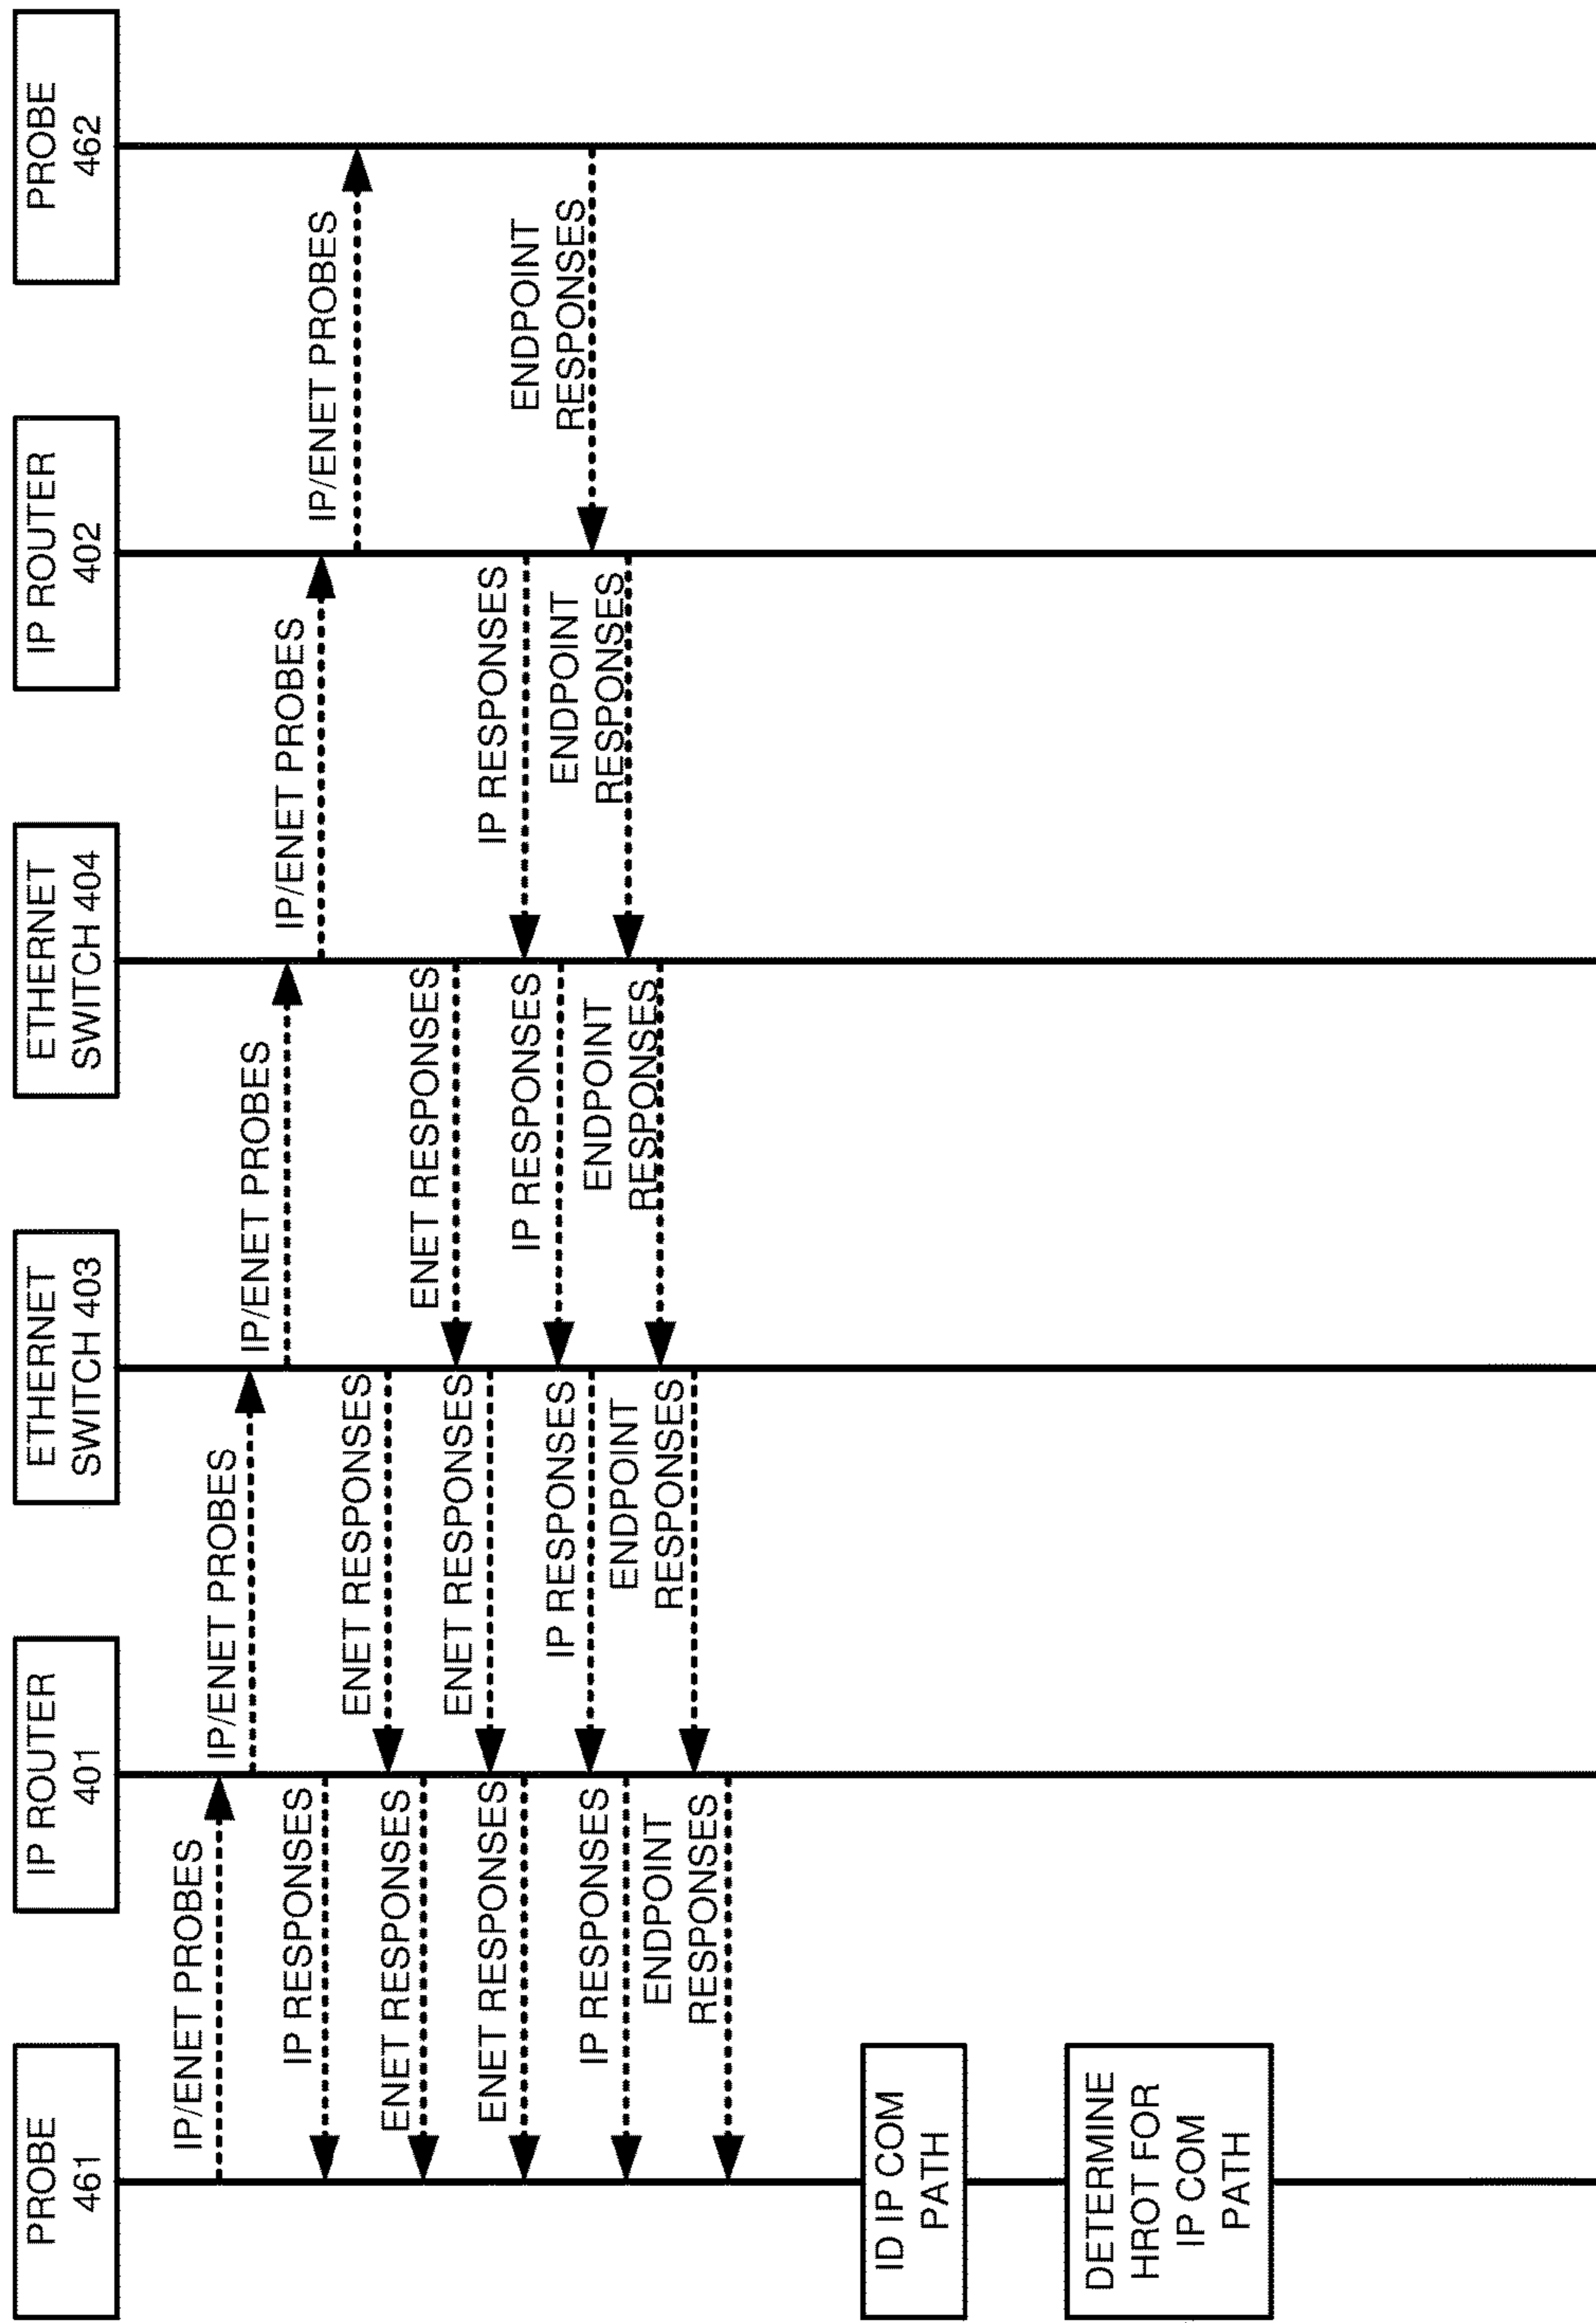 PROBE
461
IP ROUTER
401
ETHERNET
SWITCH 403
ETHERNET
SWITCH 404
IP ROUTER
402
PROBE
462
IP/ENET PROBES
IP/ENET PROBES
IP/ENET PROBES
IP/ENET PROBES
IP/ENET PROBES
IP RESPONSES
ENET RESPONSES
ENET RESPONSES
ENET RESPONSES
ENET RESPONSES
ENET RESPONSES
IP RESPONSES
IP RESPONSES
IP RESPONSES
IP RESPONSES
ENDPOINT
RESPONSES
ENDPOINT
RESPONSES
ENDPOINT
RESPONSES
ENDPOINT
RESPONSES
ENDPOINT
RESPONSES
ID IP COM
PATH
DETERMINE
HROT FOR
IP COM
PATH